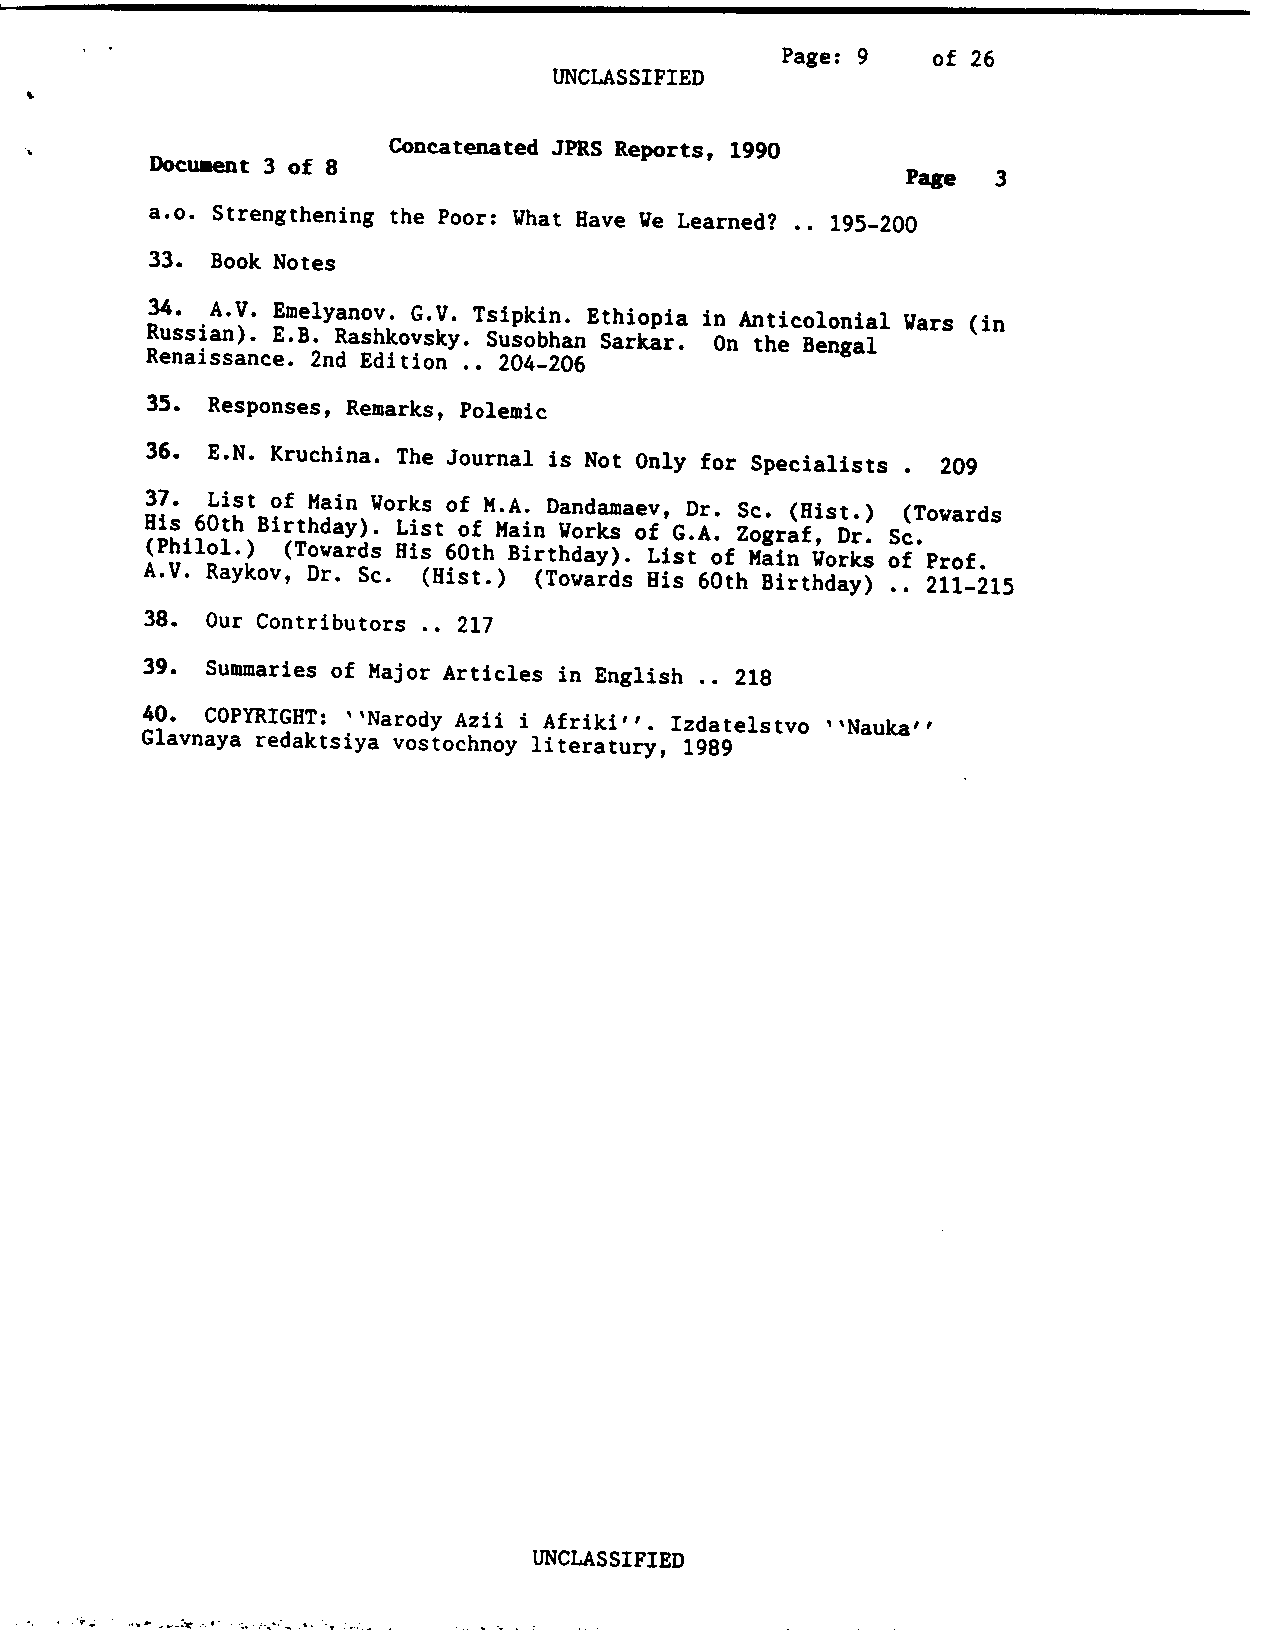 Page: 9 of 26
UNCLASSIFIED
Concatenated JPRS Reports, 1990
Document 3 of 8
Page 3
a.o. Strengthening the Poor: What Have We Learned? .. 195-200
33. Book Notes
34. A.V. Emelyanov. G.V. Tsipkin. Ethiopia in Anticolonial Wars (in
Russian). E.B. Rashkovsky. Susobhan Sarkar. On the Bengal
Renaissance. 2nd Edition .. 204-206
35. Responses, Remarks, Polemic
36. E.N. Kruchina. The Journal is Not Only for Specialists . 209
37. List of Main Works of M.A. Dandamaev, Dr. Sc. (Hist.) (Towards
His 60th Birthday). List of Main Works of G.A. Zograf, Dr. Sc.
(Philol.) (Towards His 60th Birthday). List of Main Works of Prof.
A.V. Raykov, Dr. Sc. (Hist.) (Towards His 60th Birthday) .. 211-215
38. Our Contributors .. 217
39. Summaries of Major Articles in English .. 218
40. COPYRIGHT: ‵‵Narody Azii i Afriki''. Izdatelstvo ‵‵Nauka''
Glavnaya redaktsiya vostochnoy literatury, 1989
UNCLASSIFIED